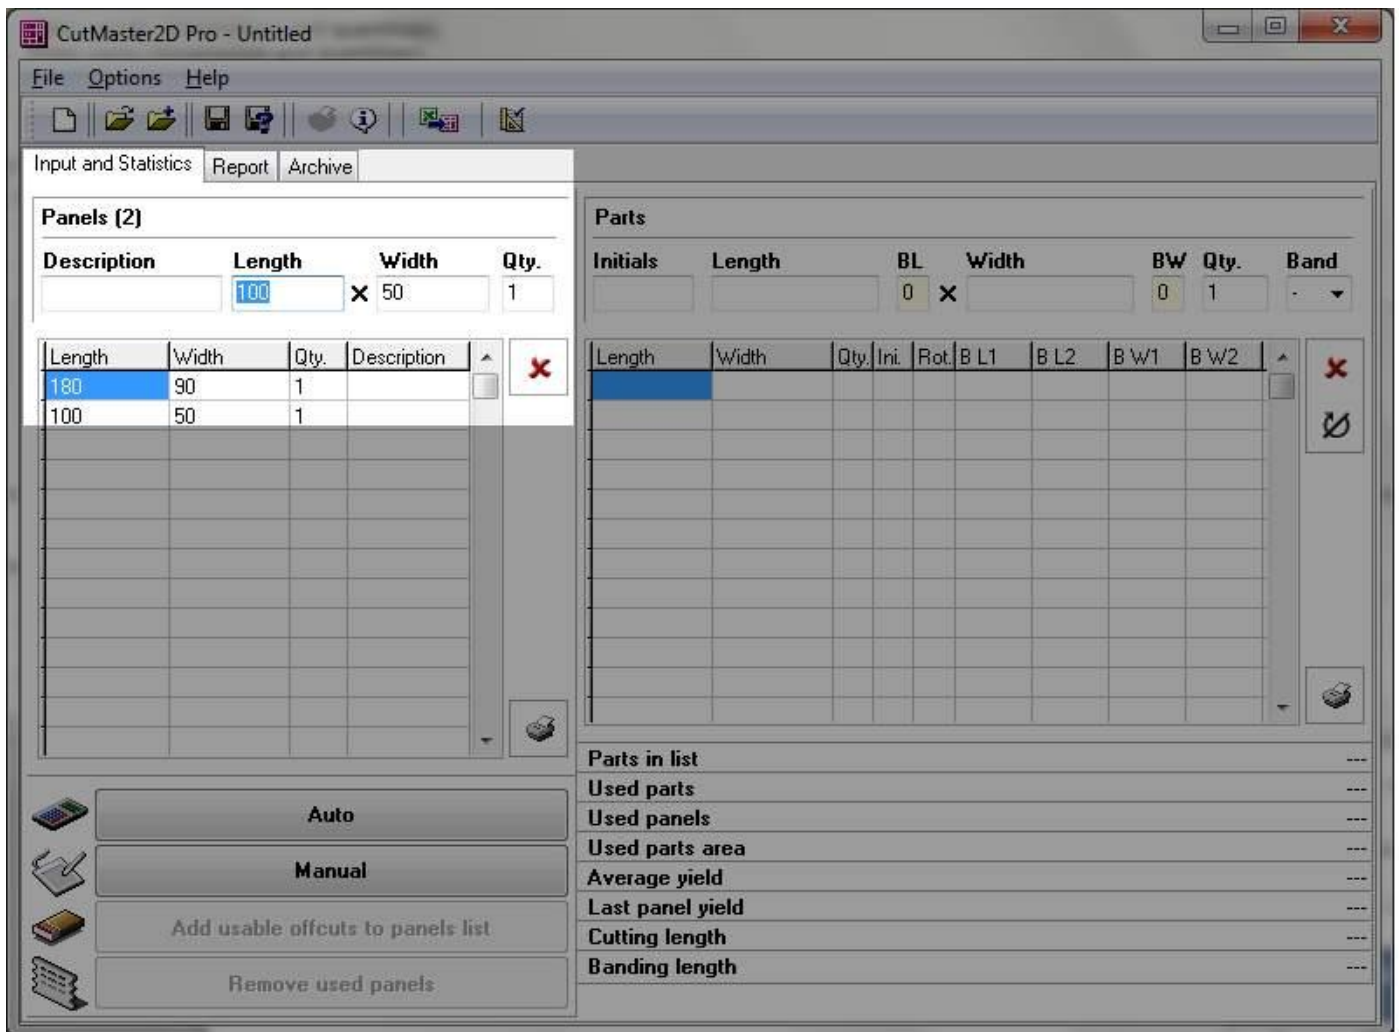 CutMaster2D Pro - Untitled
File Options Help
Input and Statistics Report Archive
Panels (2)
Description Length Width Qty.
100 × 50 1
Length Width Qty. Description
180 90 1
100 50 1
Auto
Manual
Add usable offcuts to panels list
Remove used panels
Parts
Initials Length BL Width BW Qty. Band
0 × 0 1 -
Length Width Qty. Ini. Rot. B L1 B L2 B W1 B W2
Parts in list ---
Used parts ---
Used panels ---
Used parts area ---
Average yield ---
Last panel yield ---
Cutting length ---
Banding length ---